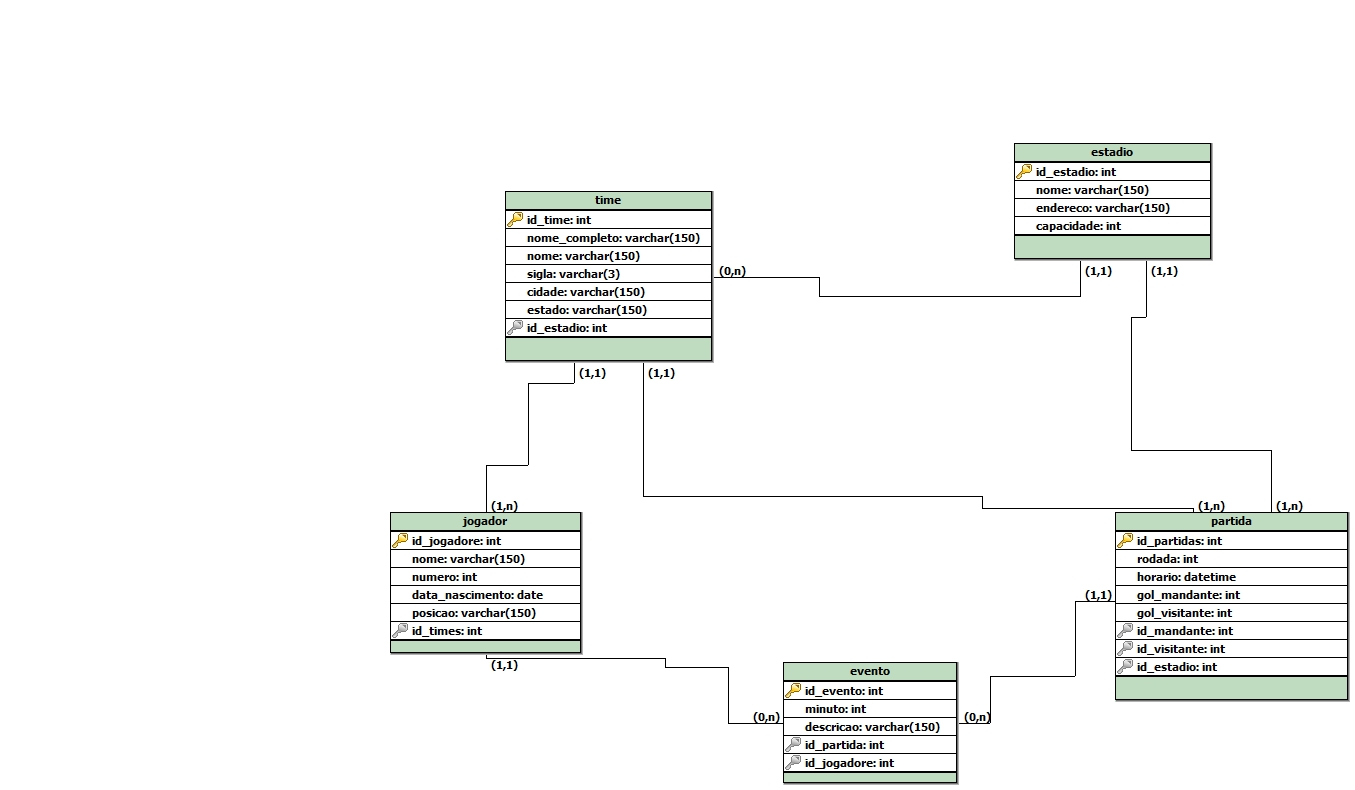 estadio
id_estadio: int
nome: varchar(150)
endereco: varchar(150)
capacidade: int
(1,1)
(1,1)
time
id_time: int
nome_completo: varchar(150)
nome: varchar(150)
sigla: varchar(3)
cidade: varchar(150)
estado: varchar(150)
id_estadio: int
(0,n)
(1,1)
(1,1)
(1,n)
jogador
id_jogadore: int
nome: varchar(150)
numero: int
data_nascimento: date
posicao: varchar(150)
id_times: int
(1,1)
(1,n)
(1,n)
partida
id_partidas: int
rodada: int
horario: datetime
gol_mandante: int
gol_visitante: int
id_mandante: int
id_visitante: int
id_estadio: int
(1,1)
evento
id_evento: int
minuto: int
descricao: varchar(150)
id_partida: int
id_jogadore: int
(0,n)
(0,n)